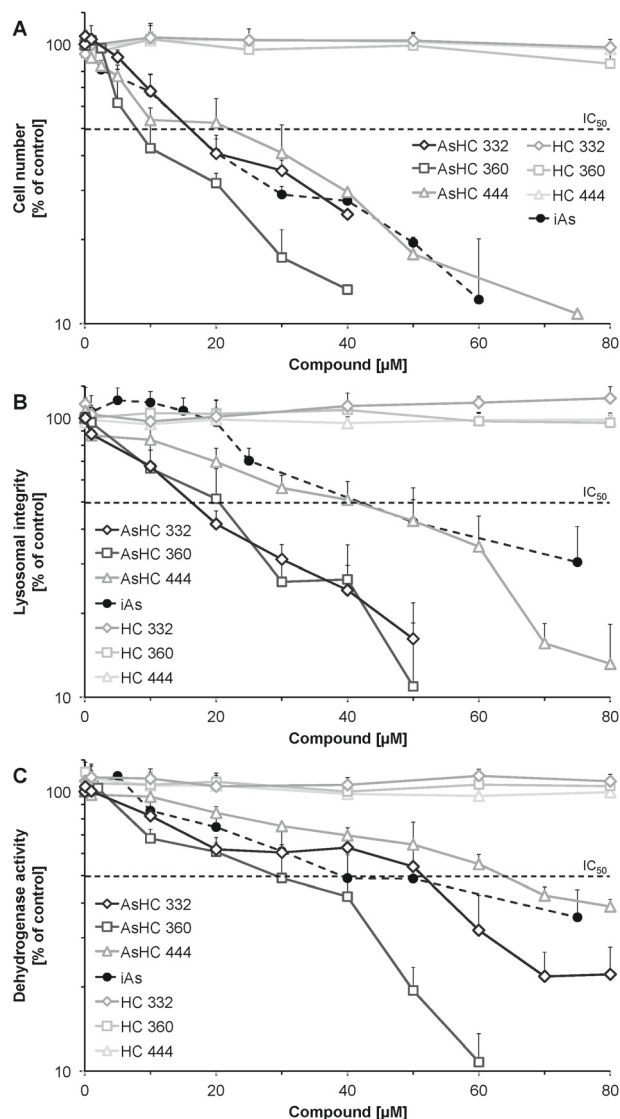 A
Cell number
[% of control]
100
10
IC50
AsHC 332
AsHC 360
AsHC 444
HC 332
HC 360
HC 444
iAs
0 10 20 30 40 50 60 70 80
Compound [µM]
B
Lysosomal integrity
[% of control]
100
10
IC50
AsHC 332
AsHC 360
AsHC 444
iAs
HC 332
HC 360
HC 444
0 20 40 60 80
Compound [µM]
C
Dehydrogenase activity
[% of control]
100
10
IC50
AsHC 332
AsHC 360
AsHC 444
iAs
HC 332
HC 360
HC 444
0 20 40 60 80
Compound [µM]